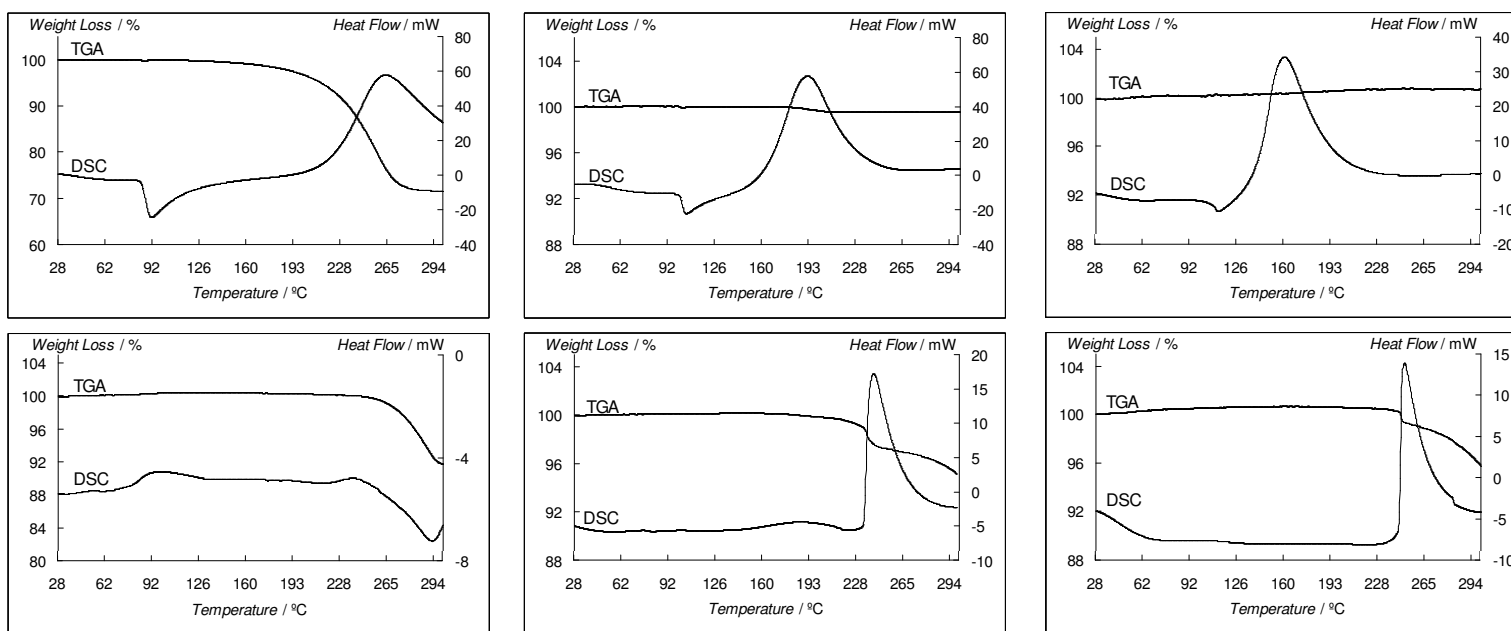 Weight Loss / % Heat Flow / mW
TGA
DSC
100
90
80
70
60
80
60
40
20
0
-20
-40
28 62 92 126 160 193 228 265 294
Temperature / ºC
Weight Loss / % Heat Flow / mW
TGA
DSC
104
100
96
92
88
80
60
40
20
0
-20
-40
28 62 92 126 160 193 228 265 294
Temperature / ºC
Weight Loss / % Heat Flow / mW
TGA
DSC
104
100
96
92
88
40
30
20
10
0
-10
-20
28 62 92 126 160 193 228 265 294
Temperature / ºC
Weight Loss / % Heat Flow / mW
TGA
DSC
104
100
96
92
88
84
80
0
-4
-8
28 62 92 126 160 193 228 265 294
Temperature / ºC
Weight Loss / % Heat Flow / mW
TGA
DSC
104
100
96
92
88
20
15
10
5
0
-5
-10
28 62 92 126 160 193 228 265 294
Temperature / ºC
Weight Loss / % Heat Flow / mW
TGA
DSC
104
100
96
92
88
15
10
5
0
-5
-10
28 62 92 126 160 193 228 265 294
Temperature / ºC